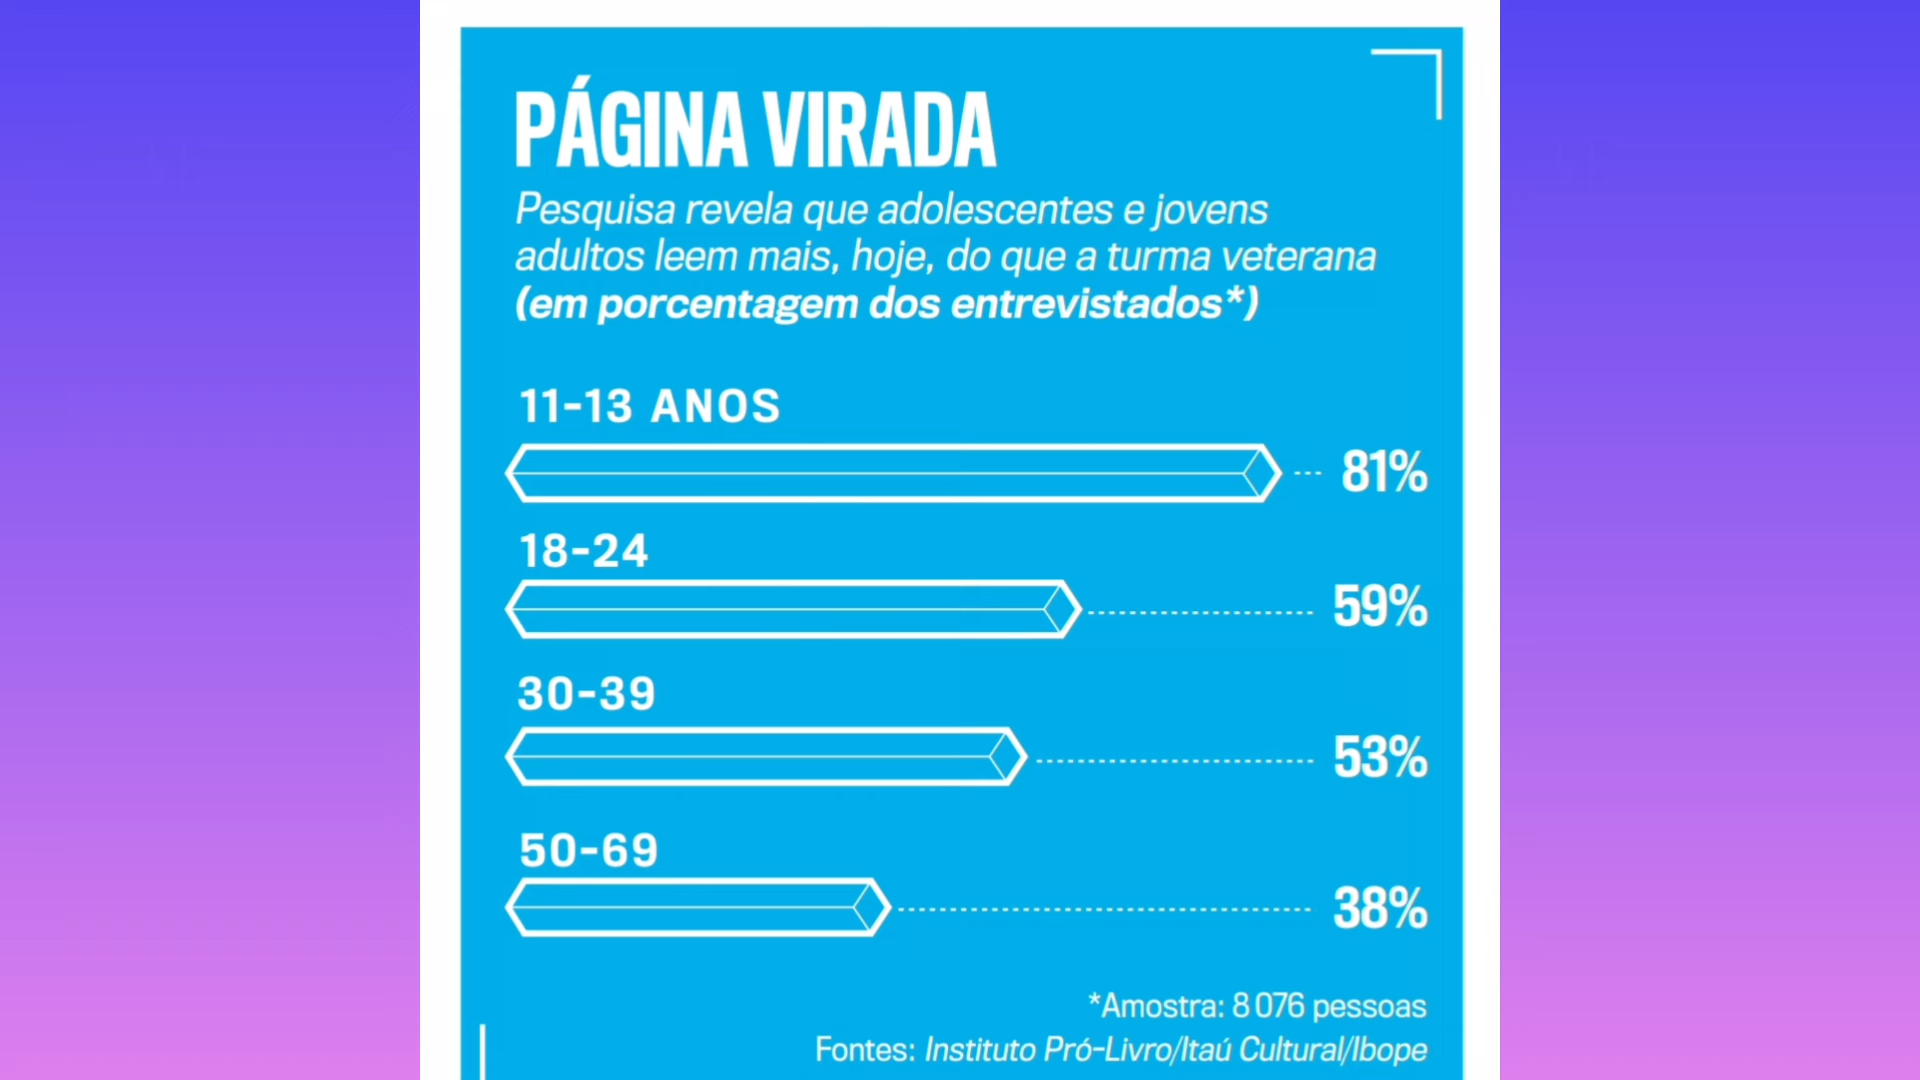 PÁGINA VIRADA
Pesquisa revela que adolescentes e jovens
adultos leem mais, hoje, do que a turma veterana
(em porcentagem dos entrevistados*)
11-13 ANOS
81%
18-24
59%
30-39
53%
50-69
38%
*Amostra: 8 076 pessoas
Fontes: Instituto Pró-Livro/Itaú Cultural/Ibope